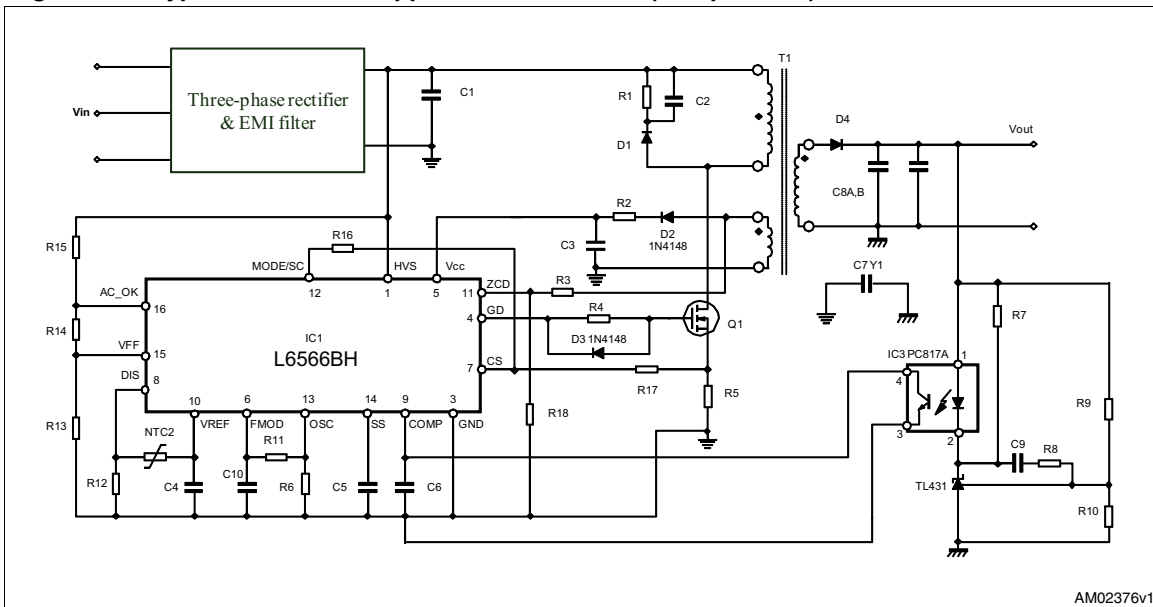 T1
Three-phase rectifier
& EMI filter
Vin
C1
R1
C2
D1
D4
Vout
C8A,B
R2
D2
1N4148
C3
R15
R16
C7 Y1
MODE/SC
HVS
Vcc
12
1
5
11
ZCD
R3
AC_OK
16
4
GD
R4
Q1
R7
R14
IC1
L6566BH
D3 1N4148
VFF
15
IC3 PC817A
1
DIS
8
7
CS
R17
R5
4
10
6
13
14
9
3
VREF
FMOD
OSC
SS
COMP
GND
R18
R9
R13
NTC2
R11
3
2
C9
R8
R12
C4
C10
R6
C5
C6
TL431
R10
AM02376v1